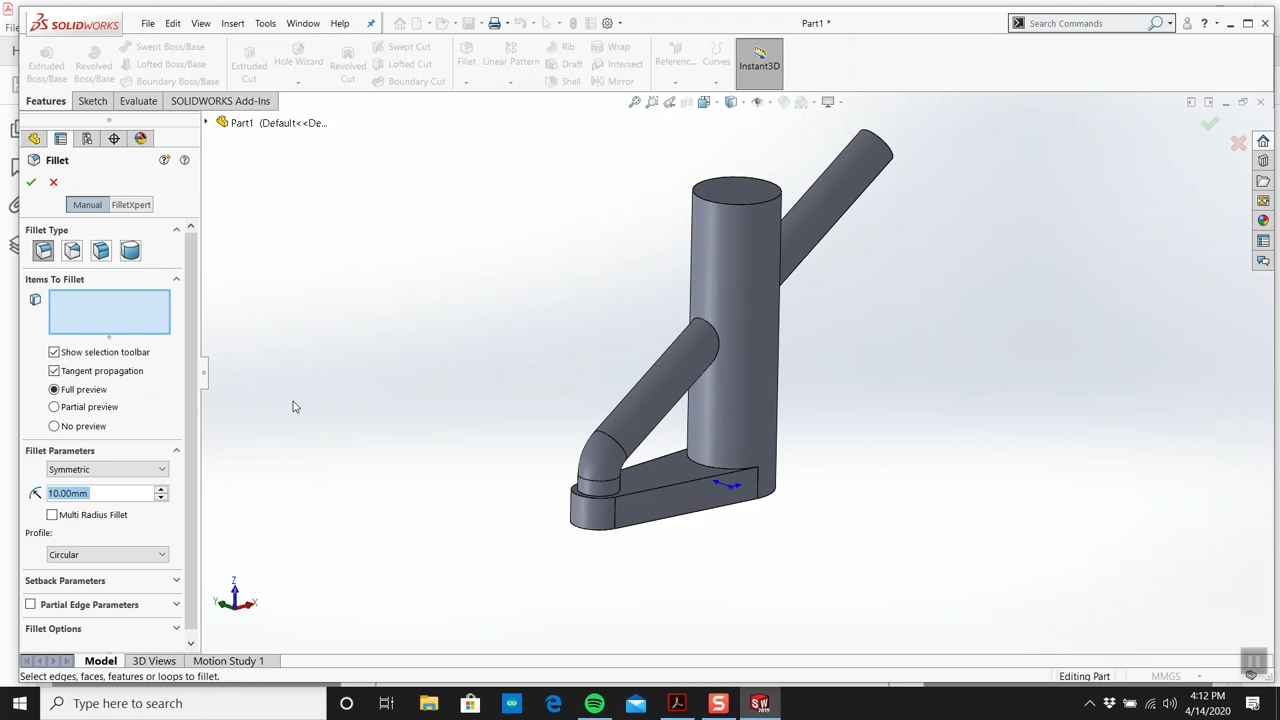 SOLIDWORKS File Edit View Insert Tools Window Help Part1 * Search Commands
Extruded Boss/Base
Revolved Boss/Base
Swept Boss/Base
Lofted Boss/Base
Boundary Boss/Base
Extruded Cut
Hole Wizard
Revolved Cut
Swept Cut
Lofted Cut
Boundary Cut
Fillet
Linear Pattern
Rib
Draft
Shell
Wrap
Intersect
Mirror
Referenc...
Curves
Instant3D
Features Sketch Evaluate SOLIDWORKS Add-Ins
Part1 (Default<<De...
Fillet
Manual FilletXpert
Fillet Type
Items To Fillet
Show selection toolbar
Tangent propagation
Full preview
Partial preview
No preview
Fillet Parameters
Symmetric
10.00mm
Multi Radius Fillet
Profile:
Circular
Setback Parameters
Partial Edge Parameters
Fillet Options
Z
Y
X
Model 3D Views Motion Study 1
Select edges, faces, features or loops to fillet. Editing Part MMGS
Type here to search
4:12 PM
4/14/2020